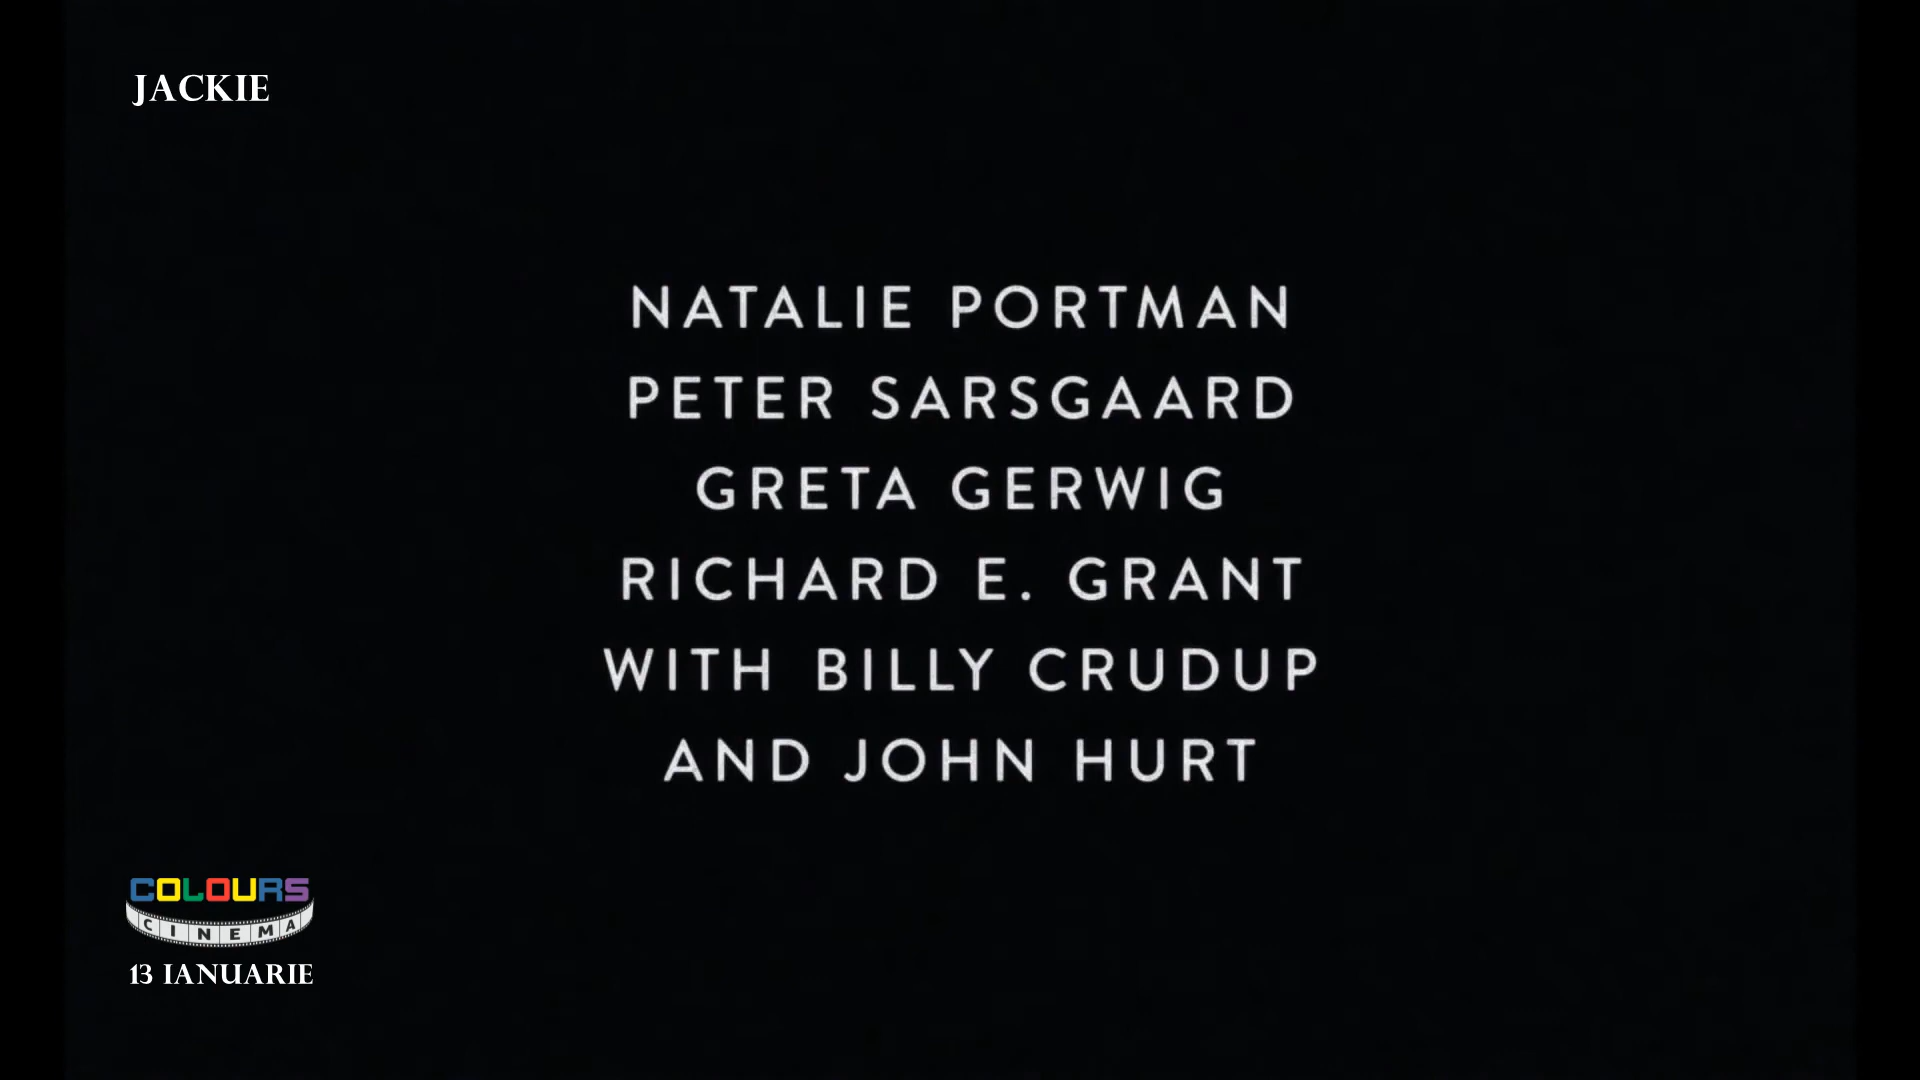 JACKIE
NATALIE PORTMAN
PETER SARSGAARD
GRETA GERWIG
RICHARD E. GRANT
WITH BILLY CRUDUP
AND JOHN HURT
COLOURS
CINEMA
13 IANUARIE